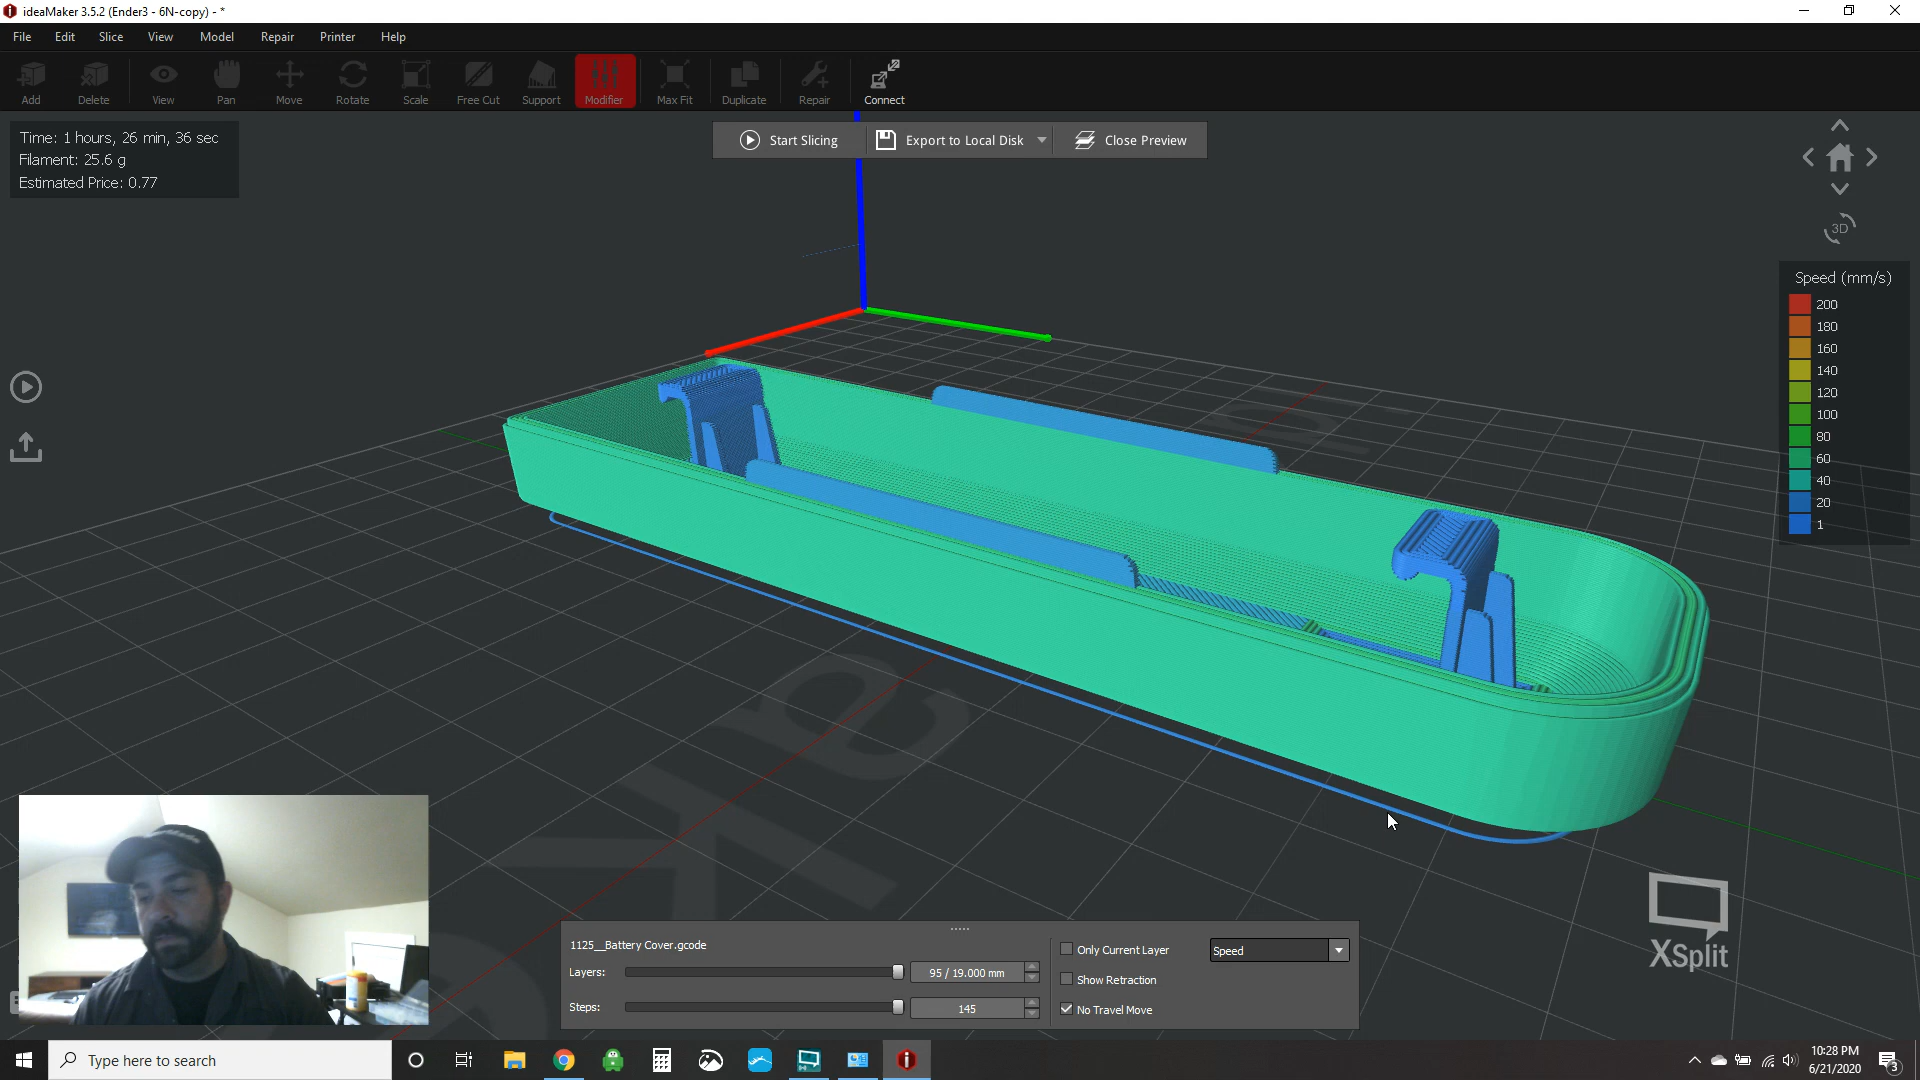 ideaMaker 3.5.2 (Ender3 - 6N-copy) - *
File Edit Slice View Model Repair Printer Help
Add Delete View Pan Move Rotate Scale Free Cut Support Modifier Max Fit Duplicate Repair Connect
Time: 1 hours, 26 min, 36 sec
Filament: 25.6 g
Estimated Price: 0.77
Start Slicing Export to Local Disk Close Preview
3D
Speed (mm/s)
200
180
160
140
120
100
80
60
40
20
1
XSplit
1125__Battery Cover.gcode
Layers: 95 / 19.000 mm
Steps: 145
Only Current Layer
Show Retraction
No Travel Move
Speed
Type here to search
10:28 PM
6/21/2020
3